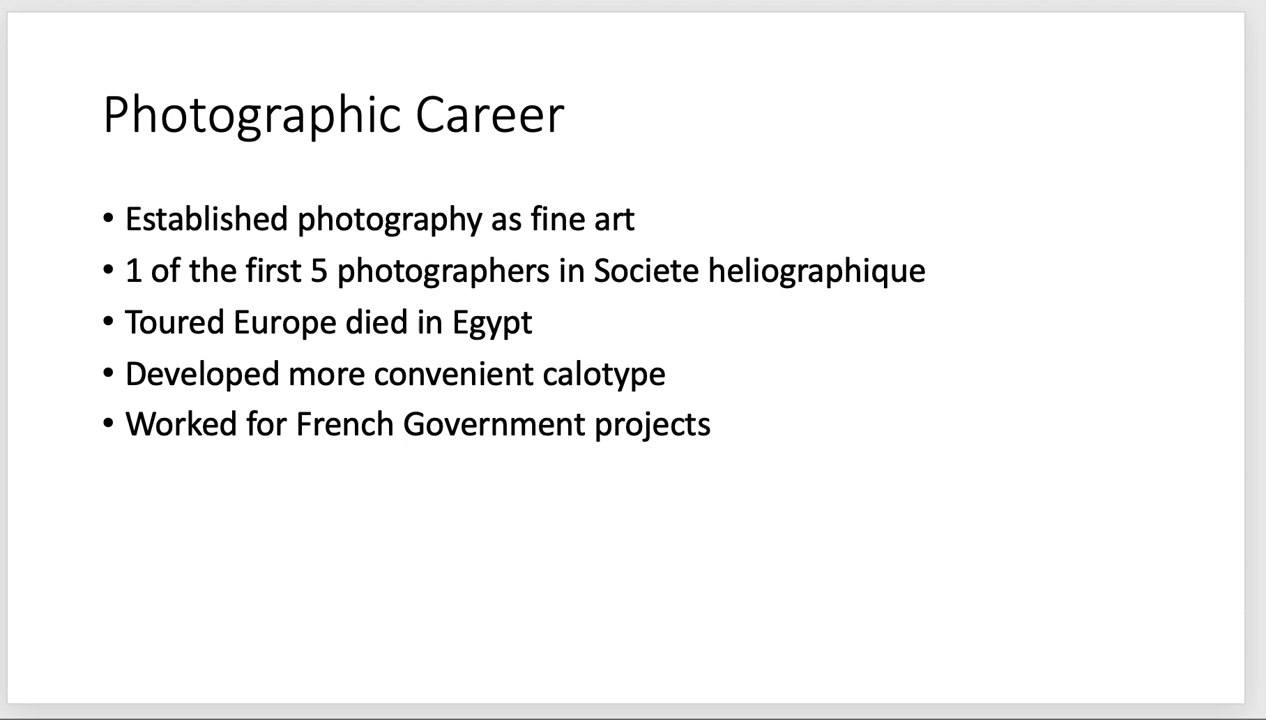 Photographic Career
• Established photography as fine art
• 1 of the first 5 photographers in Societe heliographique
• Toured Europe died in Egypt
• Developed more convenient calotype
• Worked for French Government projects